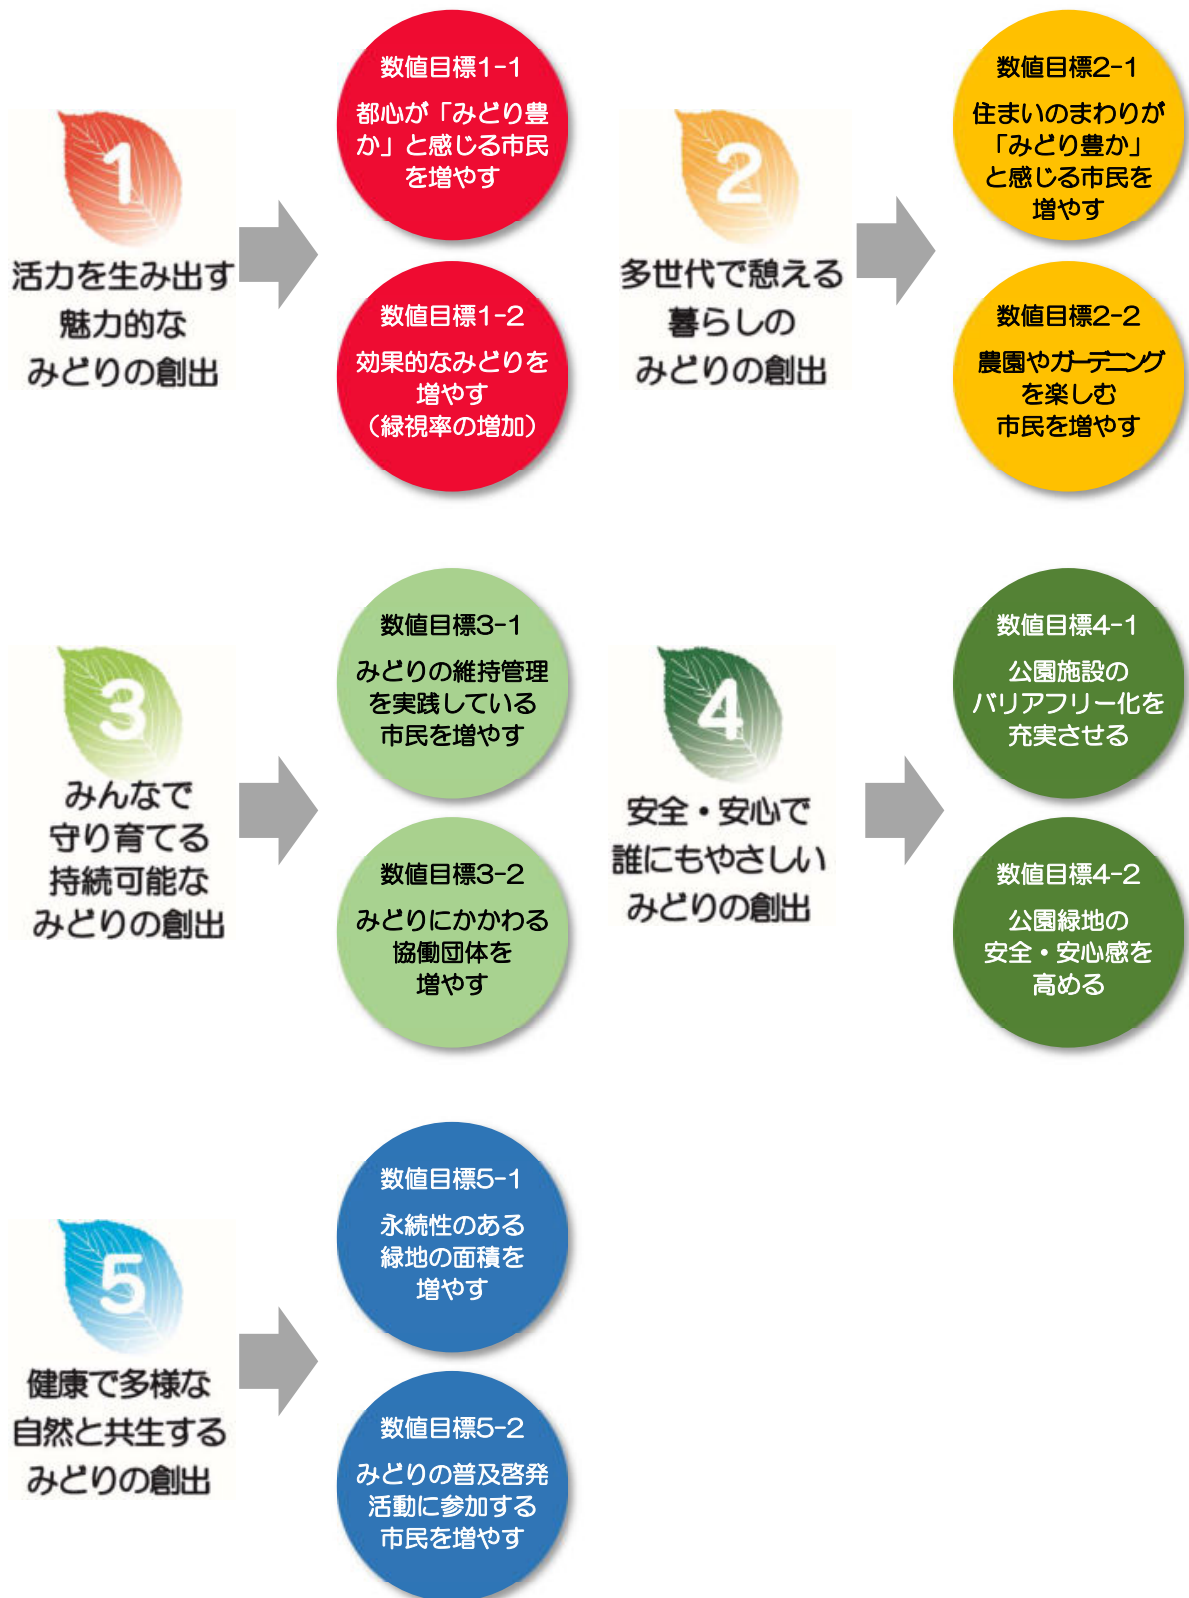 1
活力を生み出す
魅力的な
みどりの創出
数値目標1-1
都心が「みどり豊
か」と感じる市民
を増やす
数値目標1-2
効果的なみどりを
増やす
（緑視率の増加）
2
多世代で憩える
暮らしの
みどりの創出
数値目標2-1
住まいのまわりが
「みどり豊か」
と感じる市民を
増やす
数値目標2-2
農園やガーデニング
を楽しむ
市民を増やす
3
みんなで
守り育てる
持続可能な
みどりの創出
数値目標3-1
みどりの維持管理
を実践している
市民を増やす
数値目標3-2
みどりにかかわる
協働団体を
増やす
4
安全・安心で
誰にもやさしい
みどりの創出
数値目標4-1
公園施設の
バリアフリー化を
充実させる
数値目標4-2
公園緑地の
安全・安心感を
高める
5
健康で多様な
自然と共生する
みどりの創出
数値目標5-1
永続性のある
緑地の面積を
増やす
数値目標5-2
みどりの普及啓発
活動に参加する
市民を増やす